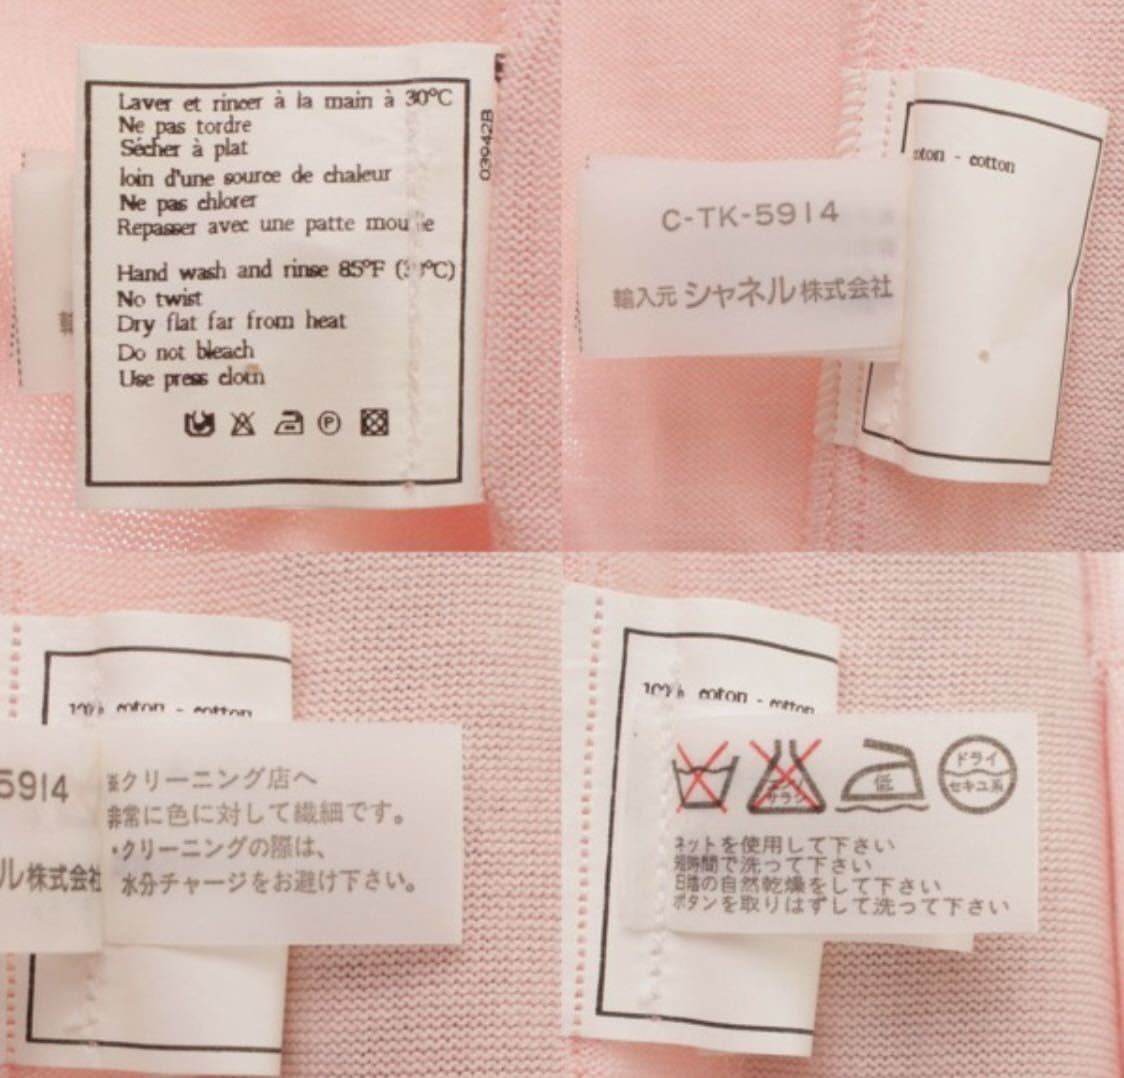 Laver et rincer à la main à 30°C
Ne pas tordre
Sécher à plat
loin d'une source de chaleur
Ne pas chlorer
Repasser avec une patte
Hand wash and rinse 85°F
No twist
Dry flat far from heat
Do not bleach
Use press cloth
P
03942B
輸
- cotton
C-TK-5914
輸入元 シャネル株式会社
coton - cotton
5914
ル株式会社
※クリーニング店へ
非常に色に対して繊細です。
・クリーニングの際は、
水分チャージをお避け下さい。
coton - cotton
低
ドライ
セキユ系
ネットを使用して下さい
短時間で洗って下さい
日陰の自然乾燥をして下さい
ボタンを取りはずして洗って下さい